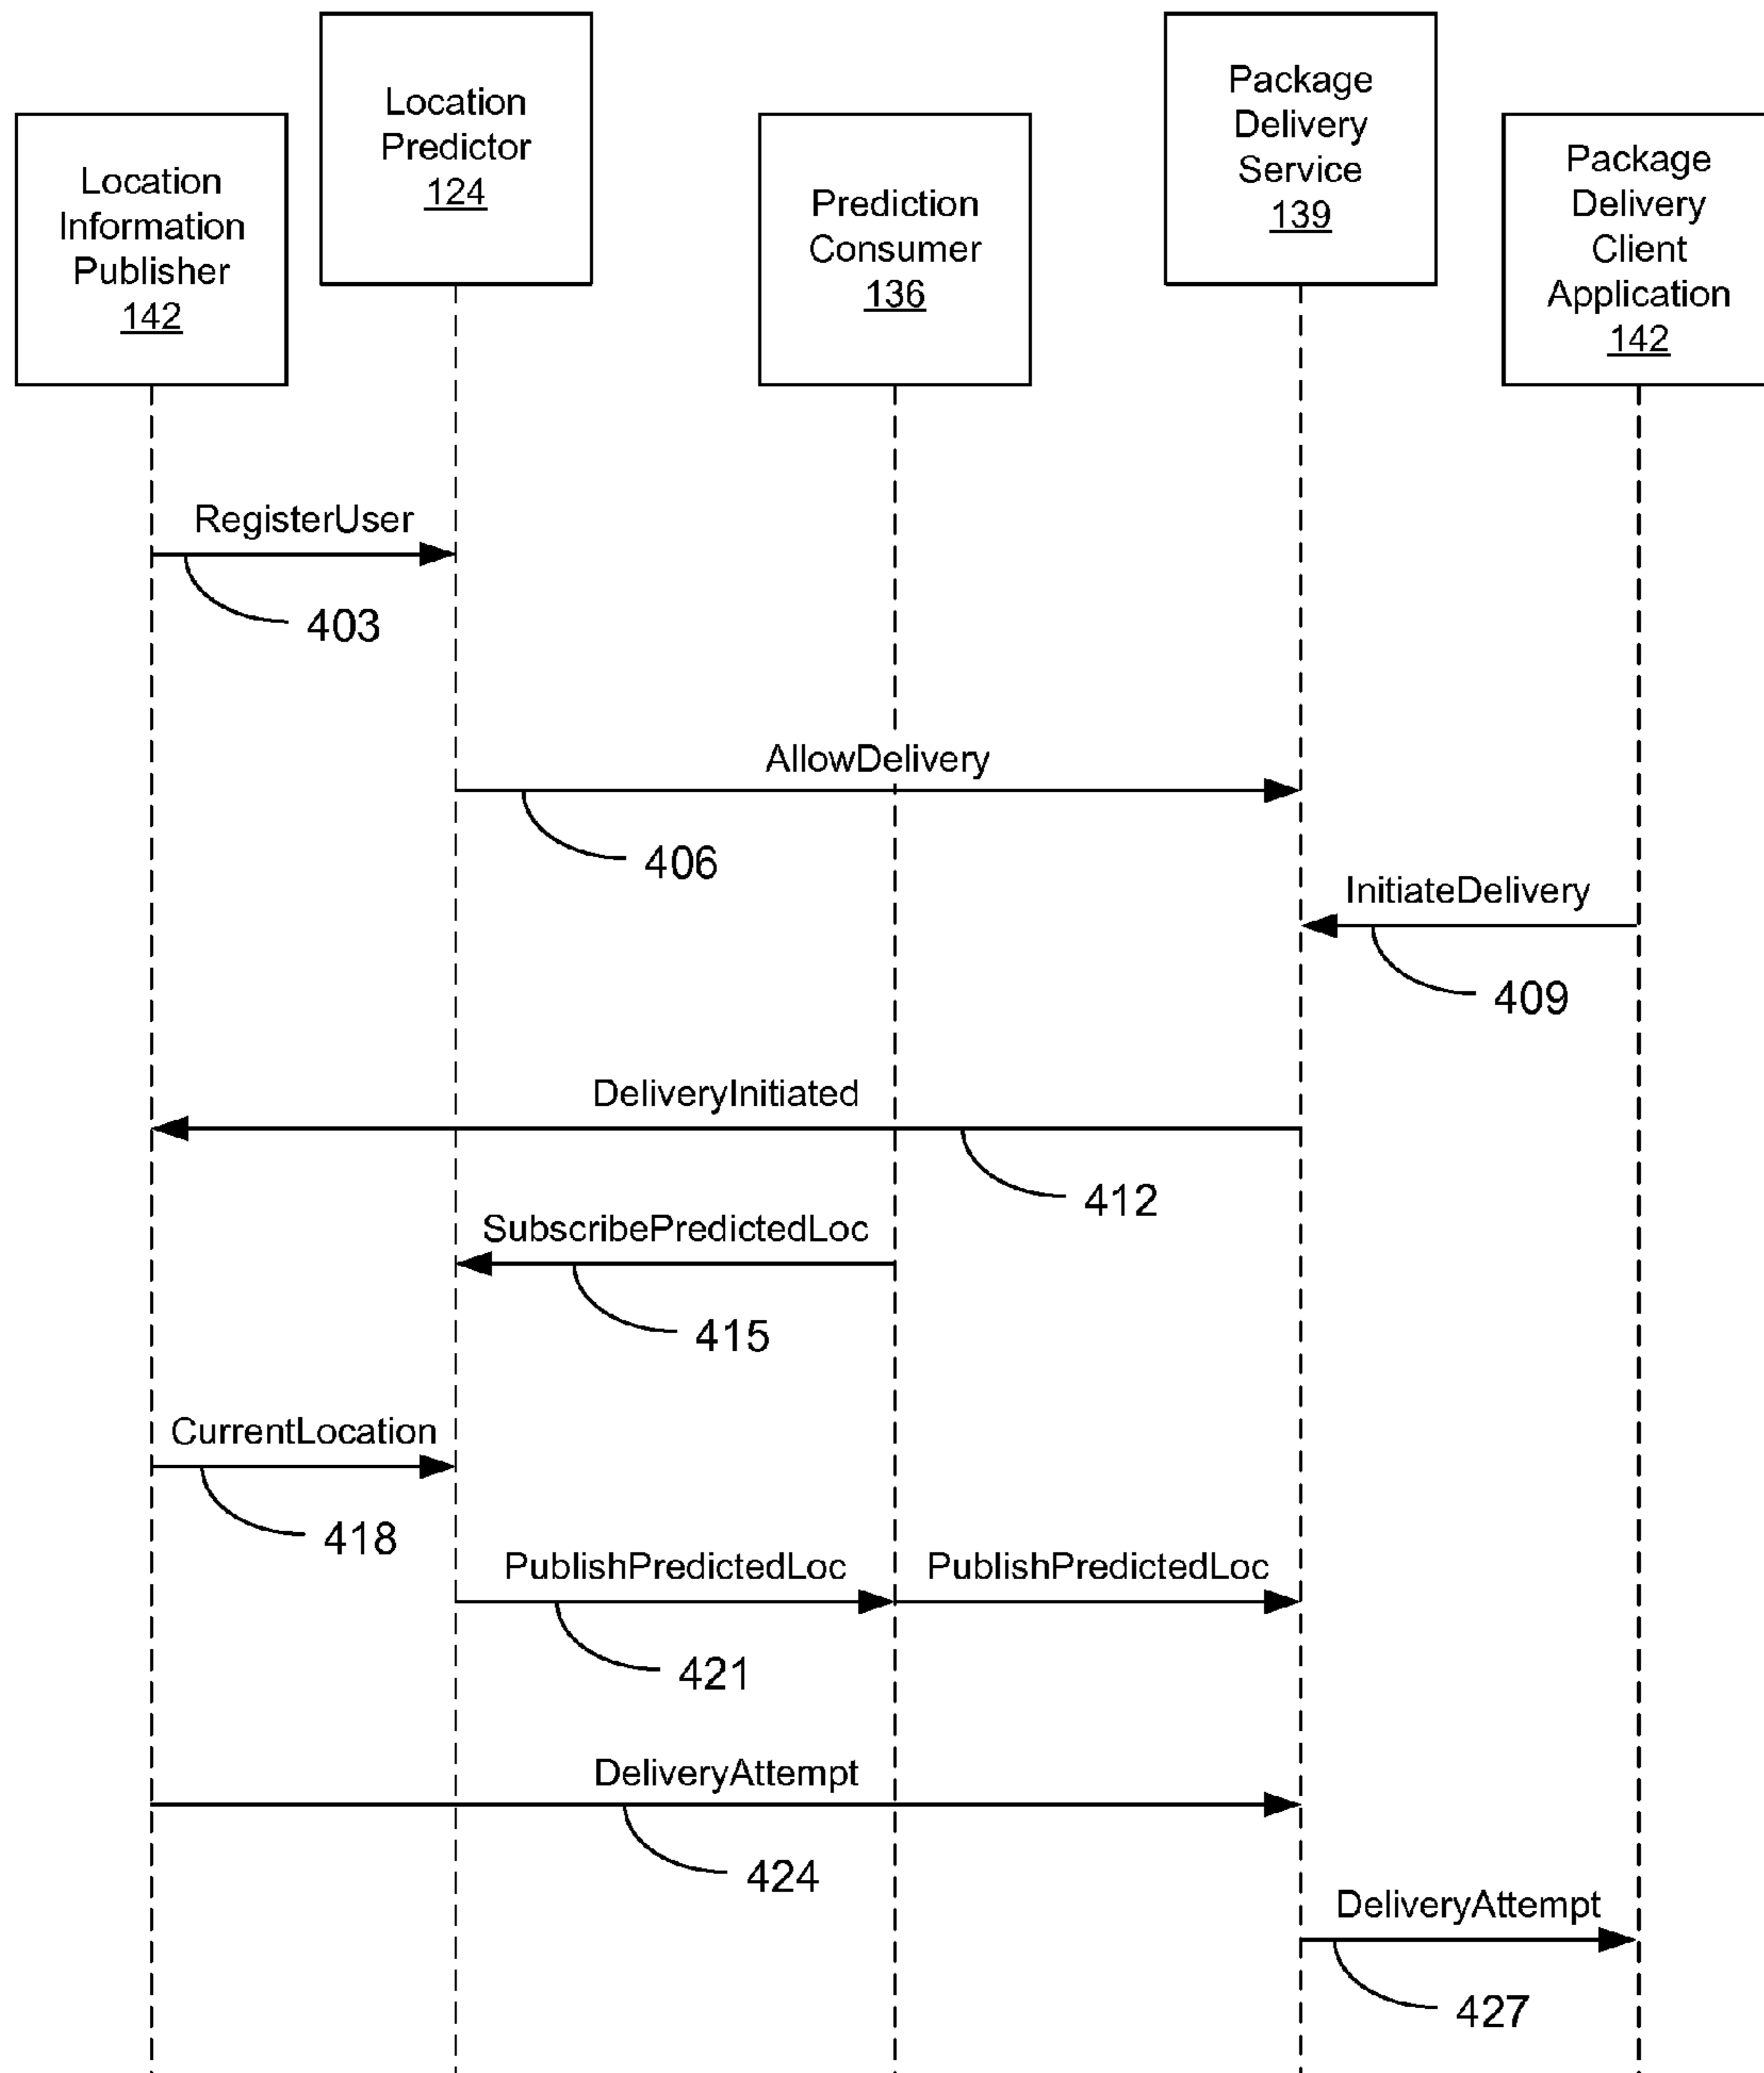 Location
Information
Publisher
142
Location
Predictor
124
Prediction
Consumer
136
Package
Delivery
Service
139
Package
Delivery
Client
Application
142
RegisterUser
403
AllowDelivery
406
InitiateDelivery
409
DeliveryInitiated
412
SubscribePredictedLoc
415
CurrentLocation
418
PublishPredictedLoc
PublishPredictedLoc
421
DeliveryAttempt
424
DeliveryAttempt
427